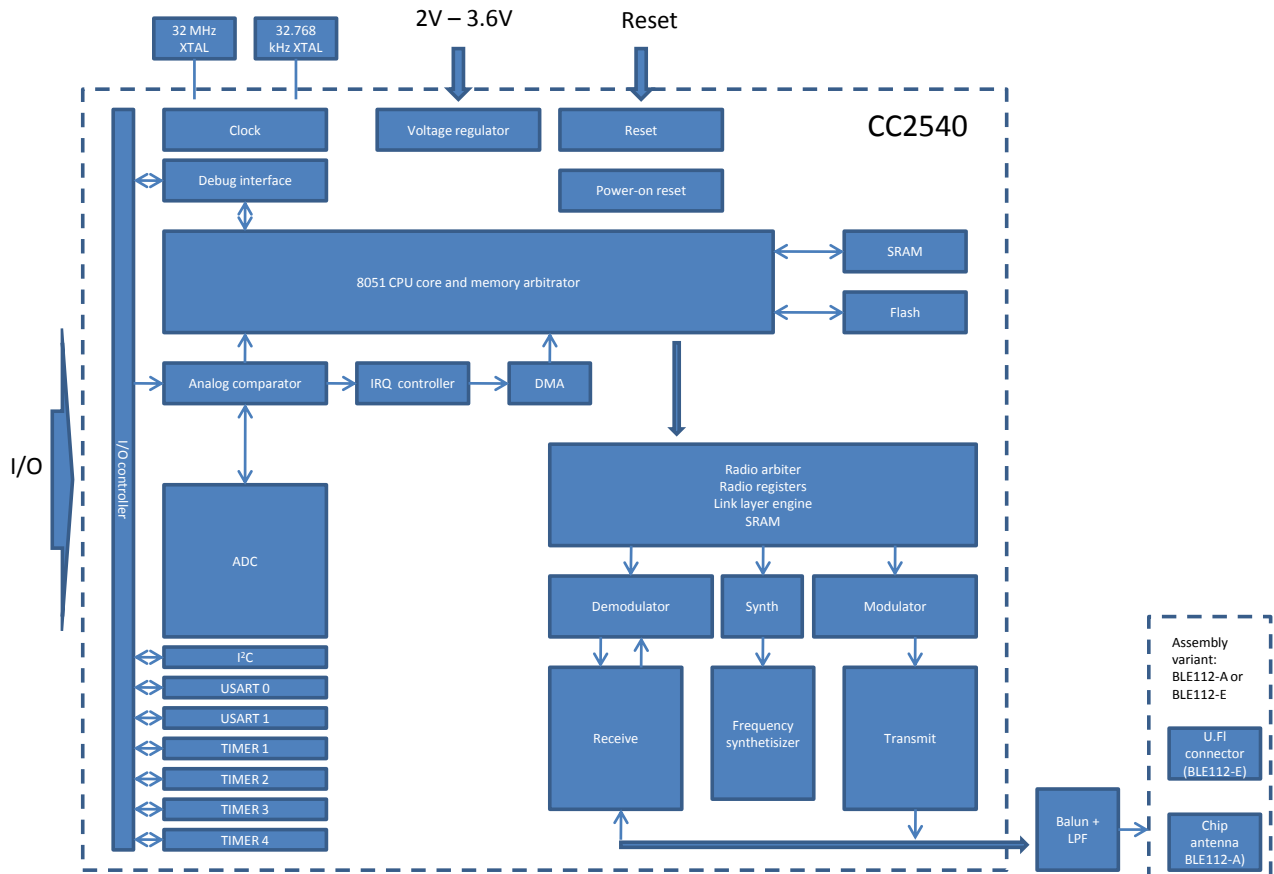 32 MHz
XTAL
32.768
kHz XTAL
2V – 3.6V
Reset
CC2540
Clock
Voltage regulator
Reset
Debug interface
Power-on reset
8051 CPU core and memory arbitrator
SRAM
Flash
Analog comparator
IRQ controller
DMA
I/O
I/O controller
Radio arbiter
Radio registers
Link layer engine
SRAM
ADC
Demodulator
Synth
Modulator
I²C
USART 0
USART 1
TIMER 1
TIMER 2
TIMER 3
TIMER 4
Receive
Frequency
synthetisizer
Transmit
Balun +
LPF
Assembly
variant:
BLE112-A or
BLE112-E
U.Fl
connector
(BLE112-E)
Chip
antenna
BLE112-A)